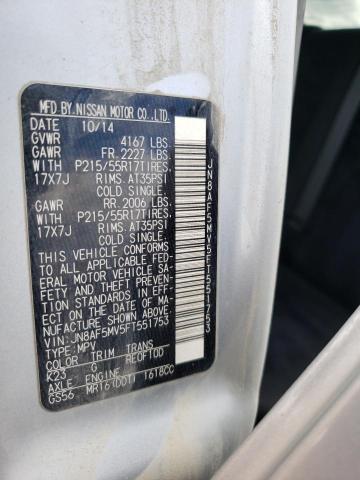 MFD BY.NISSAN MOTOR CO.,LTD.
DATE 10/14
GVWR 4167 LBS.
GAWR FR. 2227 LBS.
WITH P215/55R17TIRES,
17X7J RIMS. AT35PSI
COLD SINGLE.
GAWR RR. 2006 LBS.
WITH P215/55R17TIRES,
17X7J RIMS. AT35PSI
COLD SINGLE.
THIS VEHICLE CONFORMS
TO ALL APPLICABLE FED-
ERAL MOTOR VEHICLE SA-
FETY AND THEFT PREVEN-
TION STANDARDS IN EFF-
ECT ON THE DATE OF MA-
NUFACTURE SHOWN ABOVE.
VIN: JN8AF5MV5FT551753
TYPE: MPV
COLOR TRIM TRANS
K23 G RE0F10D
AXLE ENGINE
GS56 MR16(DDT) 1618CC
JN8AF5MV5FT551753